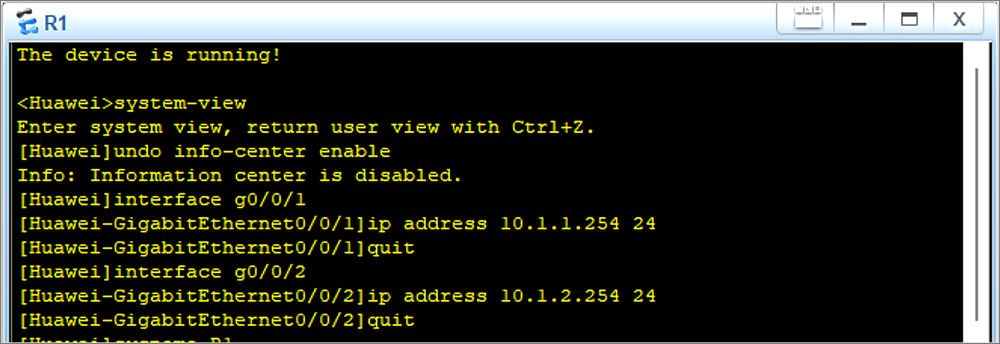 R1
The device is running!
<Huawei>system-view
Enter system view, return user view with Ctrl+Z.
[Huawei]undo info-center enable
Info: Information center is disabled.
[Huawei]interface g0/0/1
[Huawei-GigabitEthernet0/0/1]ip address 10.1.1.254 24
[Huawei-GigabitEthernet0/0/1]quit
[Huawei]interface g0/0/2
[Huawei-GigabitEthernet0/0/2]ip address 10.1.2.254 24
[Huawei-GigabitEthernet0/0/2]quit
[Huawei]sysname R1